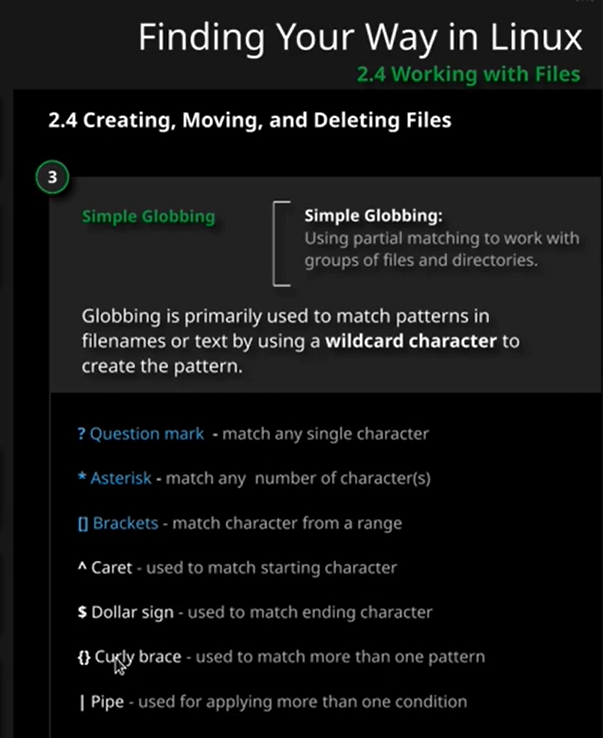 Finding Your Way in Linux
2.4 Working with Files
2.4 Creating, Moving, and Deleting Files
3
Simple Globbing
Simple Globbing:
Using partial matching to work with
groups of files and directories.
Globbing is primarily used to match patterns in
filenames or text by using a wildcard character to
create the pattern.
? Question mark - match any single character
* Asterisk - match any number of character(s)
[] Brackets - match character from a range
^ Caret - used to match starting character
$ Dollar sign - used to match ending character
{} Curly brace - used to match more than one pattern
| Pipe - used for applying more than one condition